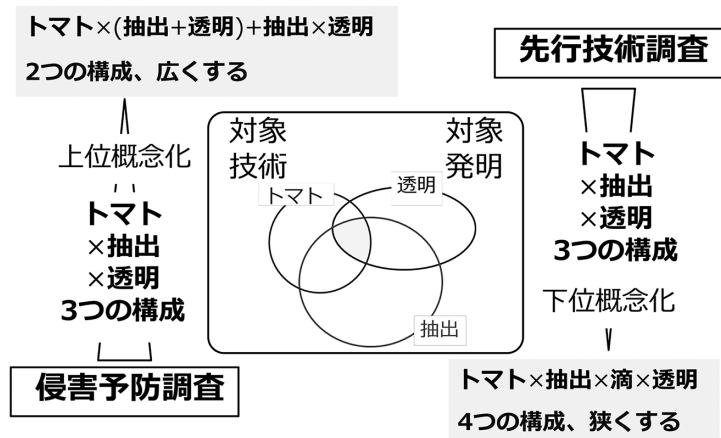 トマト×(抽出+透明)+抽出×透明
2つの構成、広くする
上位概念化
トマト
×抽出
×透明
3つの構成
侵害予防調査
対象
技術
対象
発明
トマト
透明
抽出
先行技術調査
トマト
×抽出
×透明
3つの構成
下位概念化
トマト×抽出×滴×透明
4つの構成、狭くする